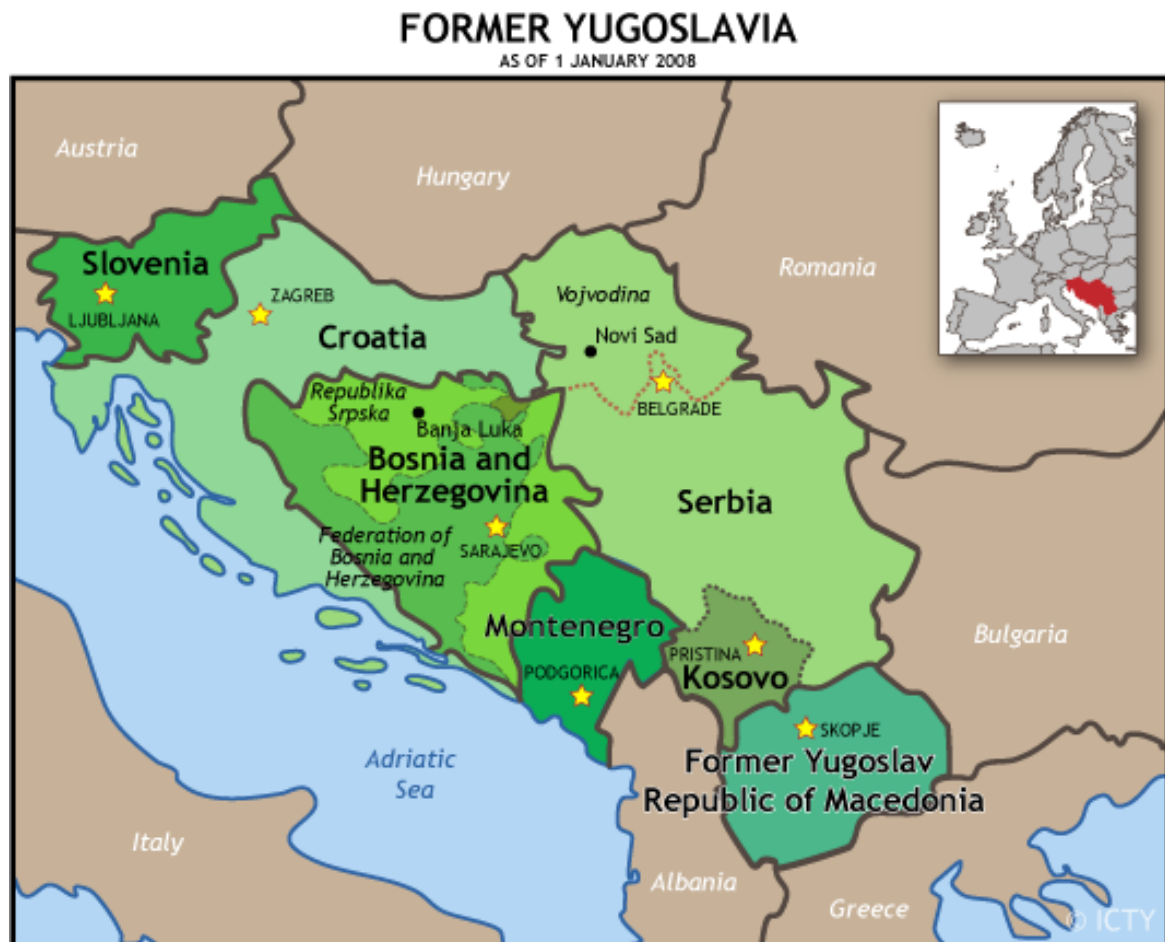 FORMER YUGOSLAVIA
AS OF 1 JANUARY 2008
Austria
Hungary
Romania
Slovenia
LJUBLJANA
ZAGREB
Croatia
Vojvodina
Novi Sad
BELGRADE
Republika
Srpska
Banja Luka
Bosnia and
Herzegovina
Serbia
Federation of
Bosnia and
Herzegovina
SARAJEVO
Montenegro
PODGORICA
PRISTINA
Kosovo
Bulgaria
SKOPJE
Former Yugoslav
Republic of Macedonia
Adriatic
Sea
Italy
Albania
Greece
© ICTY